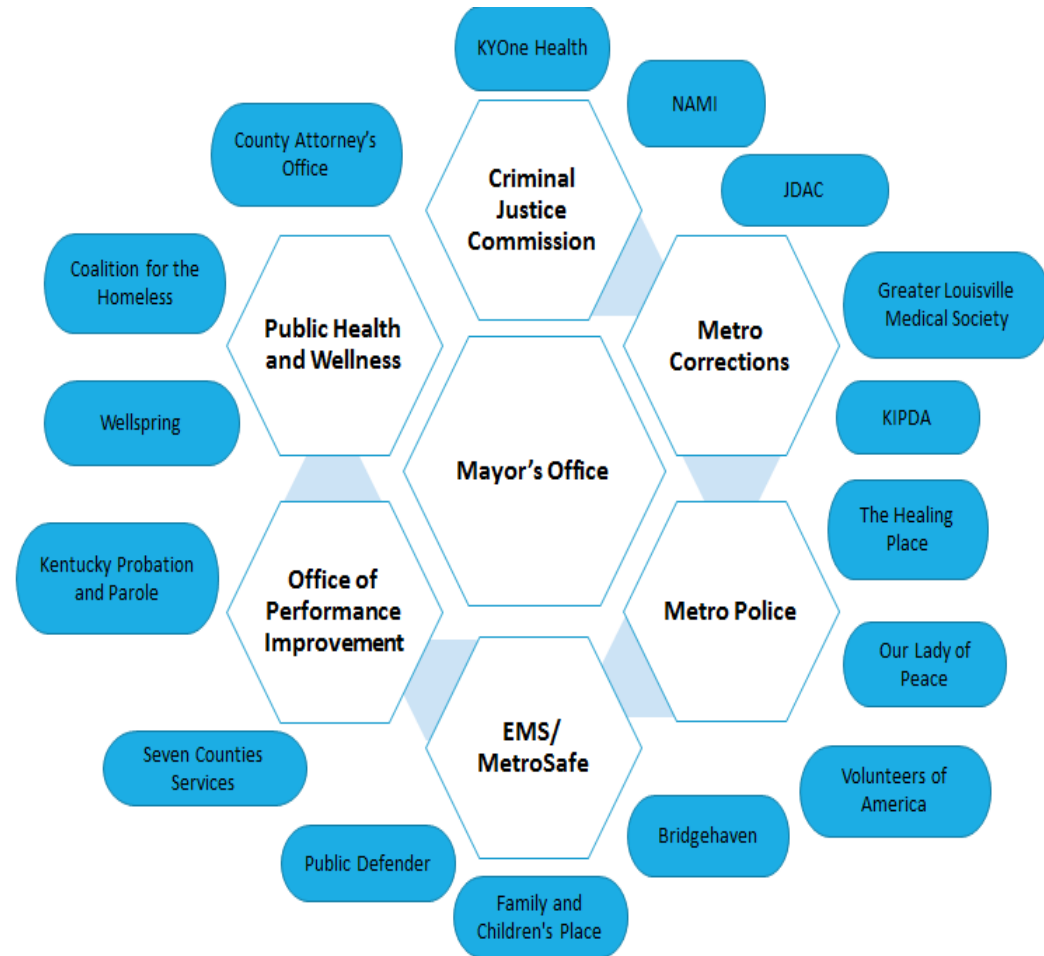 KYOne Health
NAMI
County Attorney's
Office
JDAC
Criminal
Justice
Commission
Coalition for the
Homeless
Greater Louisville
Medical Society
Public Health
and Wellness
Metro
Corrections
Wellspring
KIPDA
Mayor's Office
The Healing
Place
Kentucky Probation
and Parole
Office of
Performance
Improvement
Metro Police
Our Lady of
Peace
EMS/
MetroSafe
Seven Counties
Services
Volunteers of
America
Bridgehaven
Public Defender
Family and
Children's Place